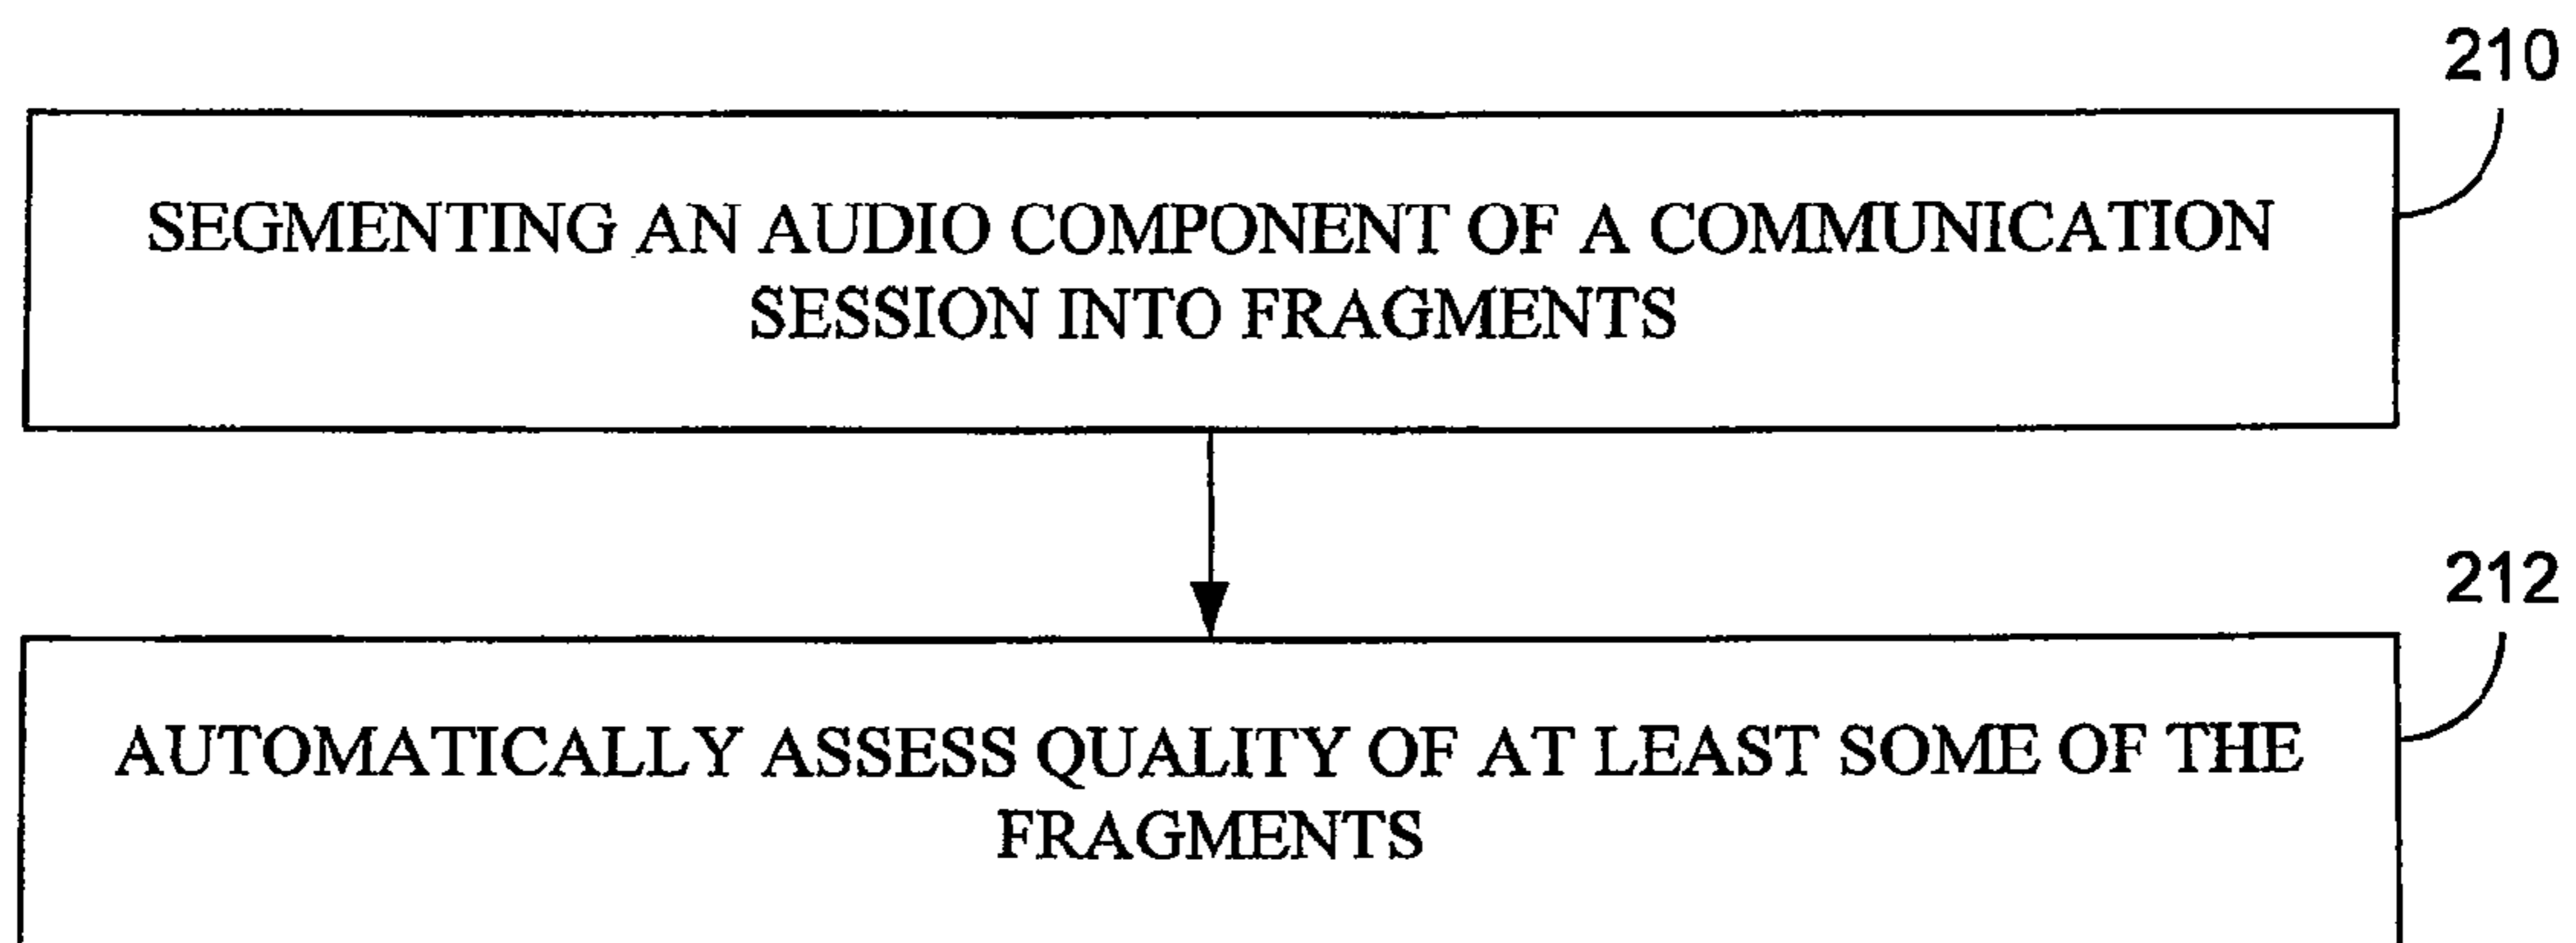 210
SEGMENTING AN AUDIO COMPONENT OF A COMMUNICATION
SESSION INTO FRAGMENTS
212
AUTOMATICALLY ASSESS QUALITY OF AT LEAST SOME OF THE
FRAGMENTS